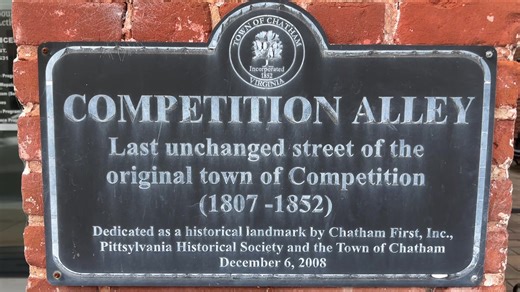 TOWN OF CHATHAM
Incorporated
1852
VIRGINIA
COMPETITION ALLEY
Last unchanged street of the
original town of Competition
(1807 -1852)
Dedicated as a historical landmark by Chatham First, Inc.,
Pittsylvania Historical Society and the Town of Chatham
December 6, 2008